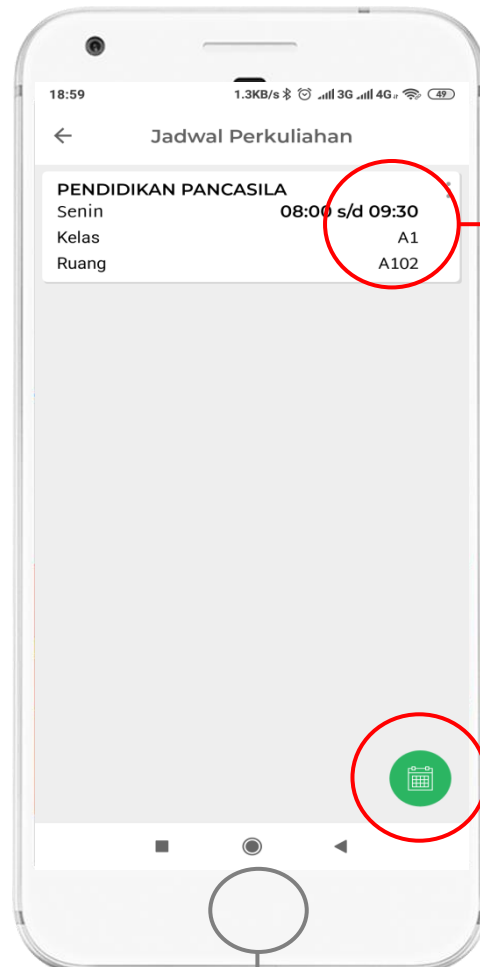 18:59 1.3KB/s 3G 4G 49
Jadwal Perkuliahan
PENDIDIKAN PANCASILA
Senin 08:00 s/d 09:30
Kelas A1
Ruang A102